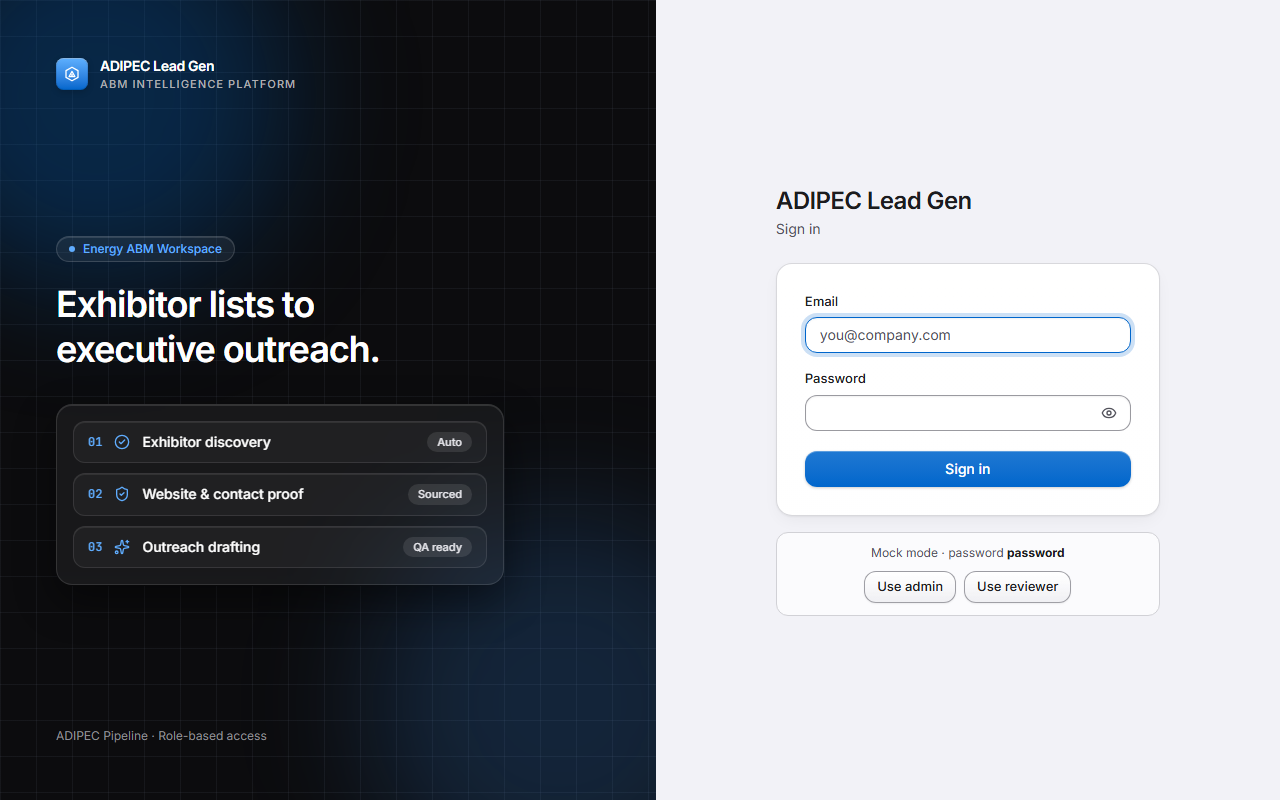 ADIPEC Lead Gen
ABM INTELLIGENCE PLATFORM
Energy ABM Workspace
Exhibitor lists to
executive outreach.
01 Exhibitor discovery Auto
02 Website & contact proof Sourced
03 Outreach drafting QA ready
ADIPEC Pipeline · Role-based access
ADIPEC Lead Gen
Sign in
Email
you@company.com
Password
Sign in
Mock mode · password password
Use admin Use reviewer